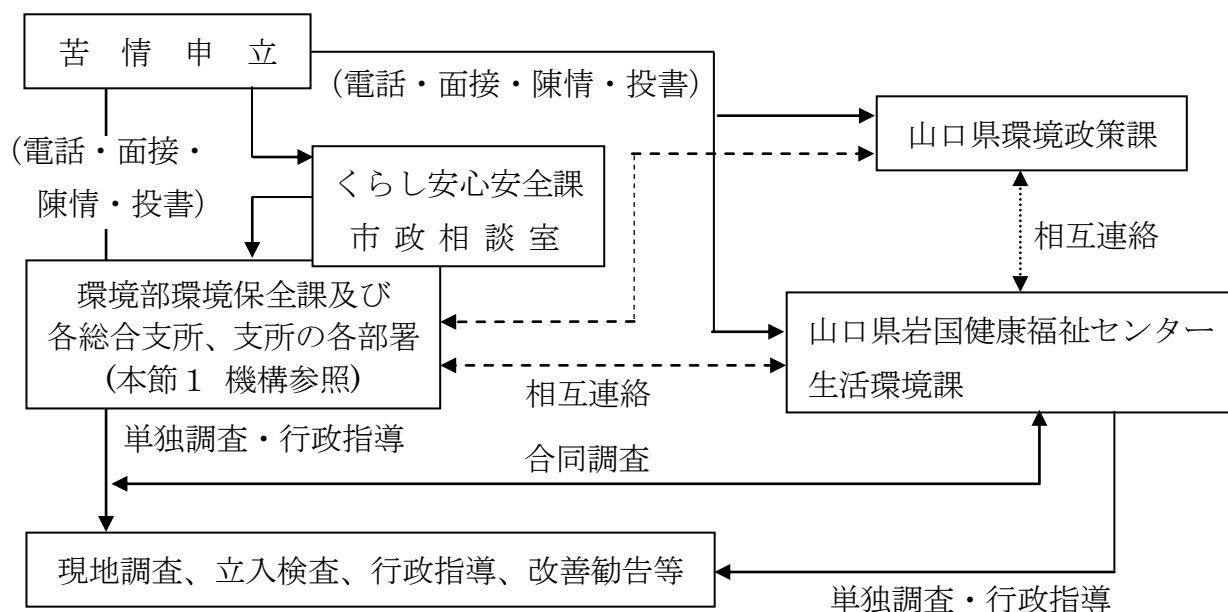 苦情申立
(電話・面接・陳情・投書)
(電話・面接・
陳情・投書)
山口県環境政策課
くらし安心安全課
市政相談室
相互連絡
環境部環境保全課及び
各総合支所、支所の各部署
(本節1 機構参照)
山口県岩国健康福祉センター
生活環境課
相互連絡
単独調査・行政指導
合同調査
現地調査、立入検査、行政指導、改善勧告等
単独調査・行政指導